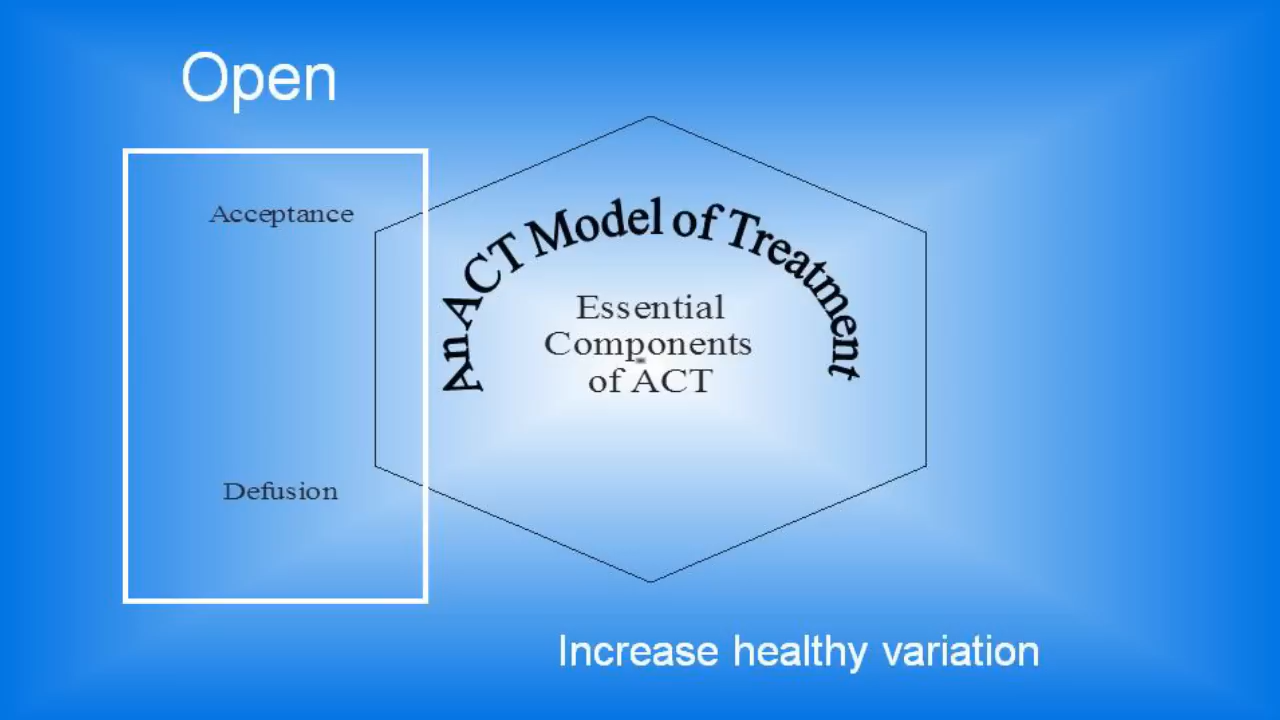 Open
Acceptance
An ACT Model of Treatment
Essential
Components
of ACT
Defusion
Increase healthy variation